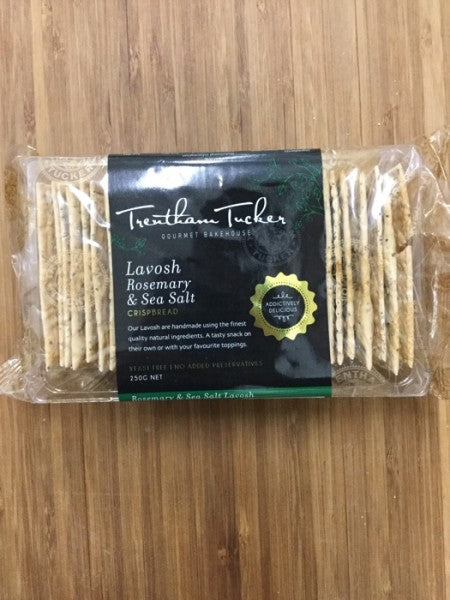 Trentham Tucker
GOURMET BAKEHOUSE
Lavosh
Rosemary
& Sea Salt
CRISPBREAD
Our Lavosh are handmade using the finest
quality natural ingredients. A tasty snack on
their own or with your favourite toppings.
YEAST FREE | NO ADDED PRESERVATIVES
250G NET
ADDICTIVELY
DELICIOUS
Rosemary & Sea Salt Lavosh
TUCKER